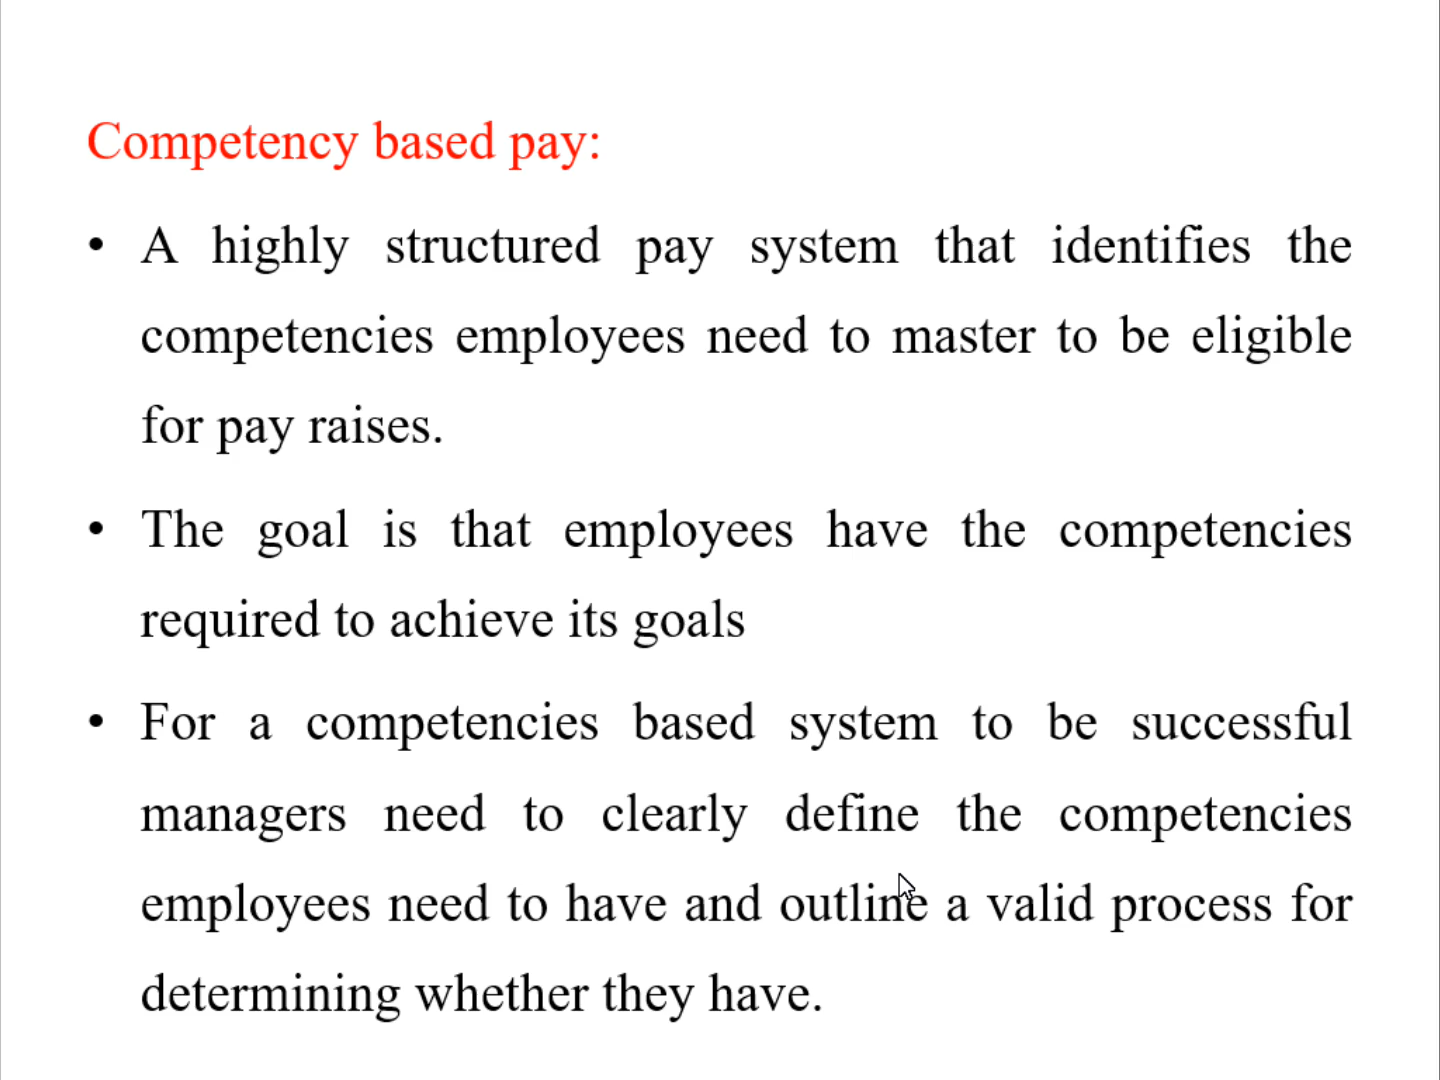 Competency based pay:
• A highly structured pay system that identifies the
competencies employees need to master to be eligible
for pay raises.
• The goal is that employees have the competencies
required to achieve its goals
• For a competencies based system to be successful
managers need to clearly define the competencies
employees need to have and outline a valid process for
determining whether they have.